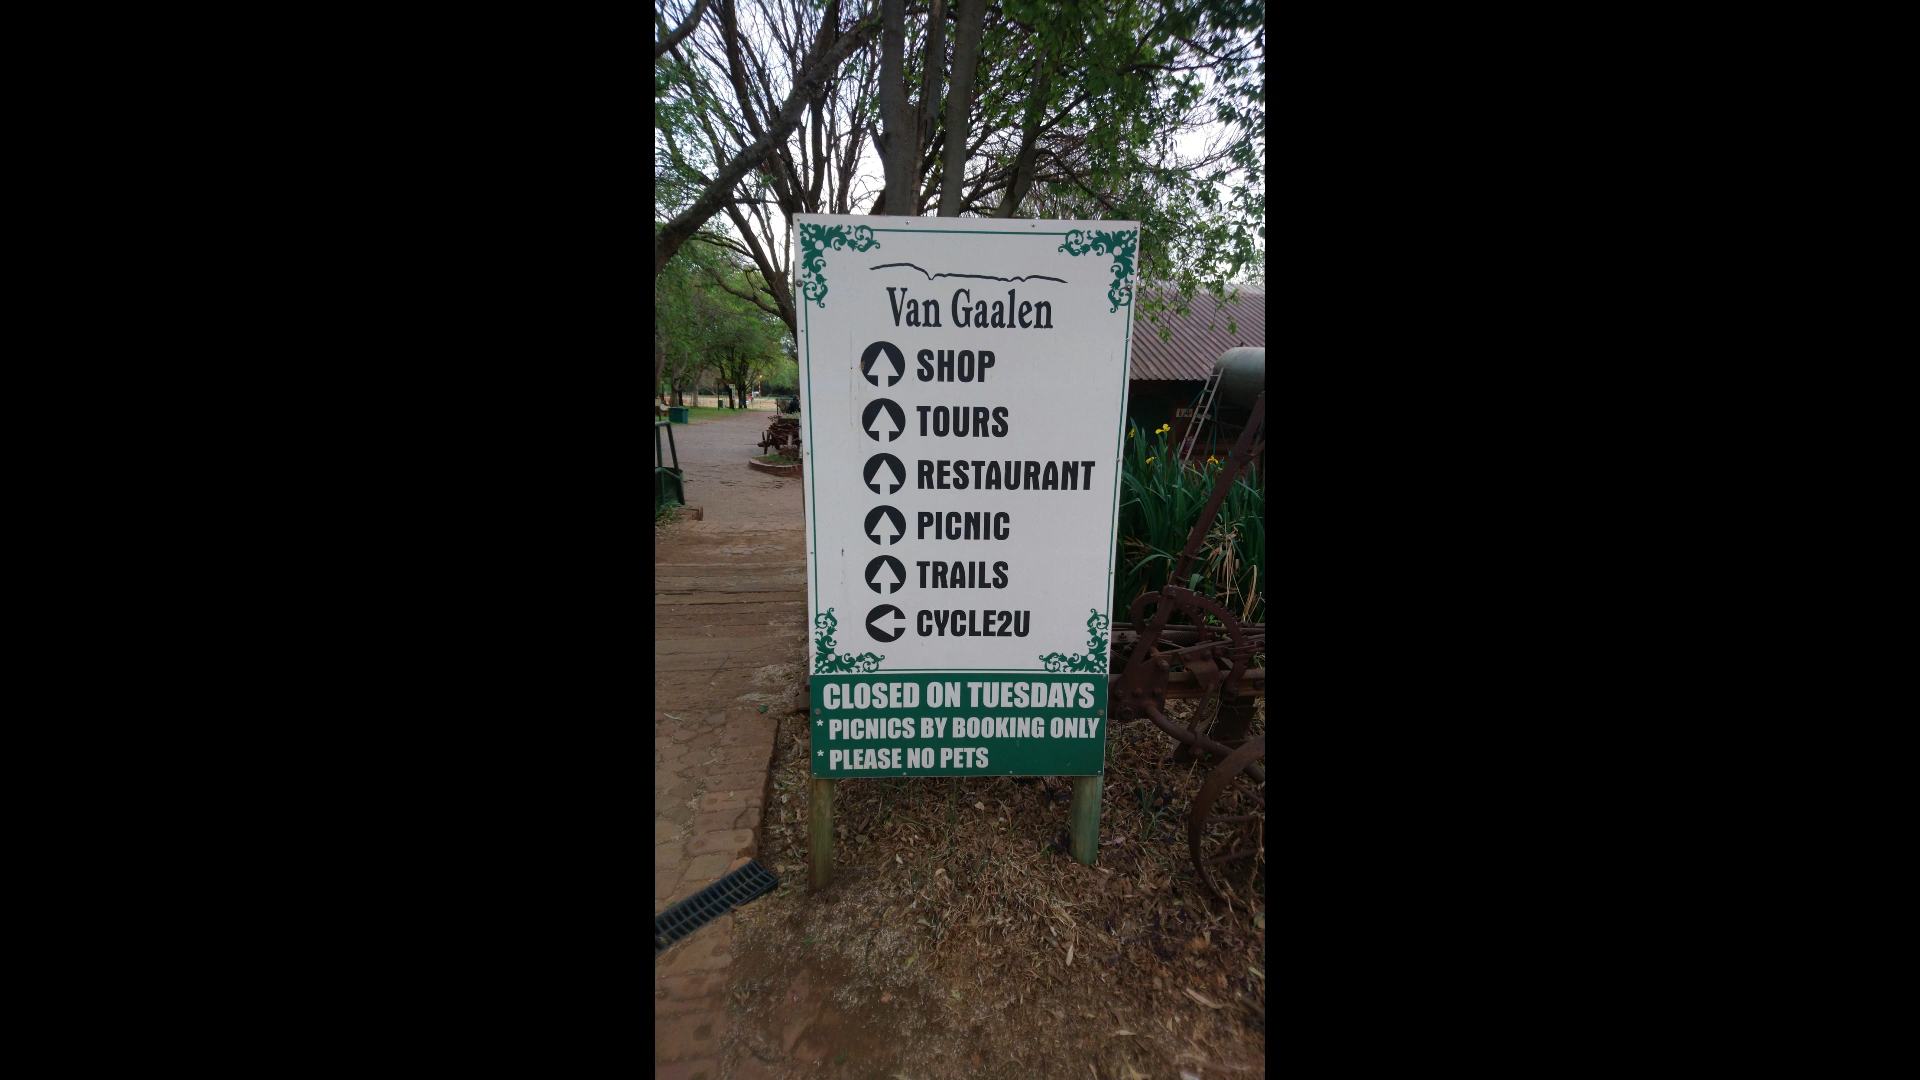 Van Gaalen
SHOP
TOURS
RESTAURANT
PICNIC
TRAILS
CYCLE2U
CLOSED ON TUESDAYS
* PICNICS BY BOOKING ONLY
* PLEASE NO PETS